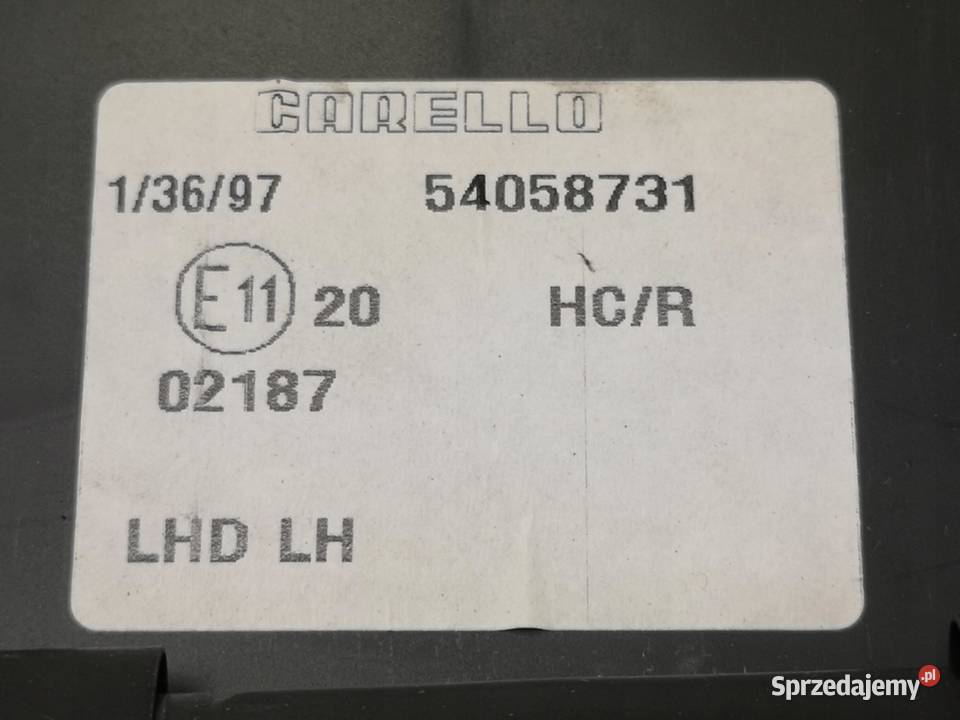 CARELLO
1/36/97 54058731
E11 20 HC/R
02187
LHD LH
Sprzedajemy.pl